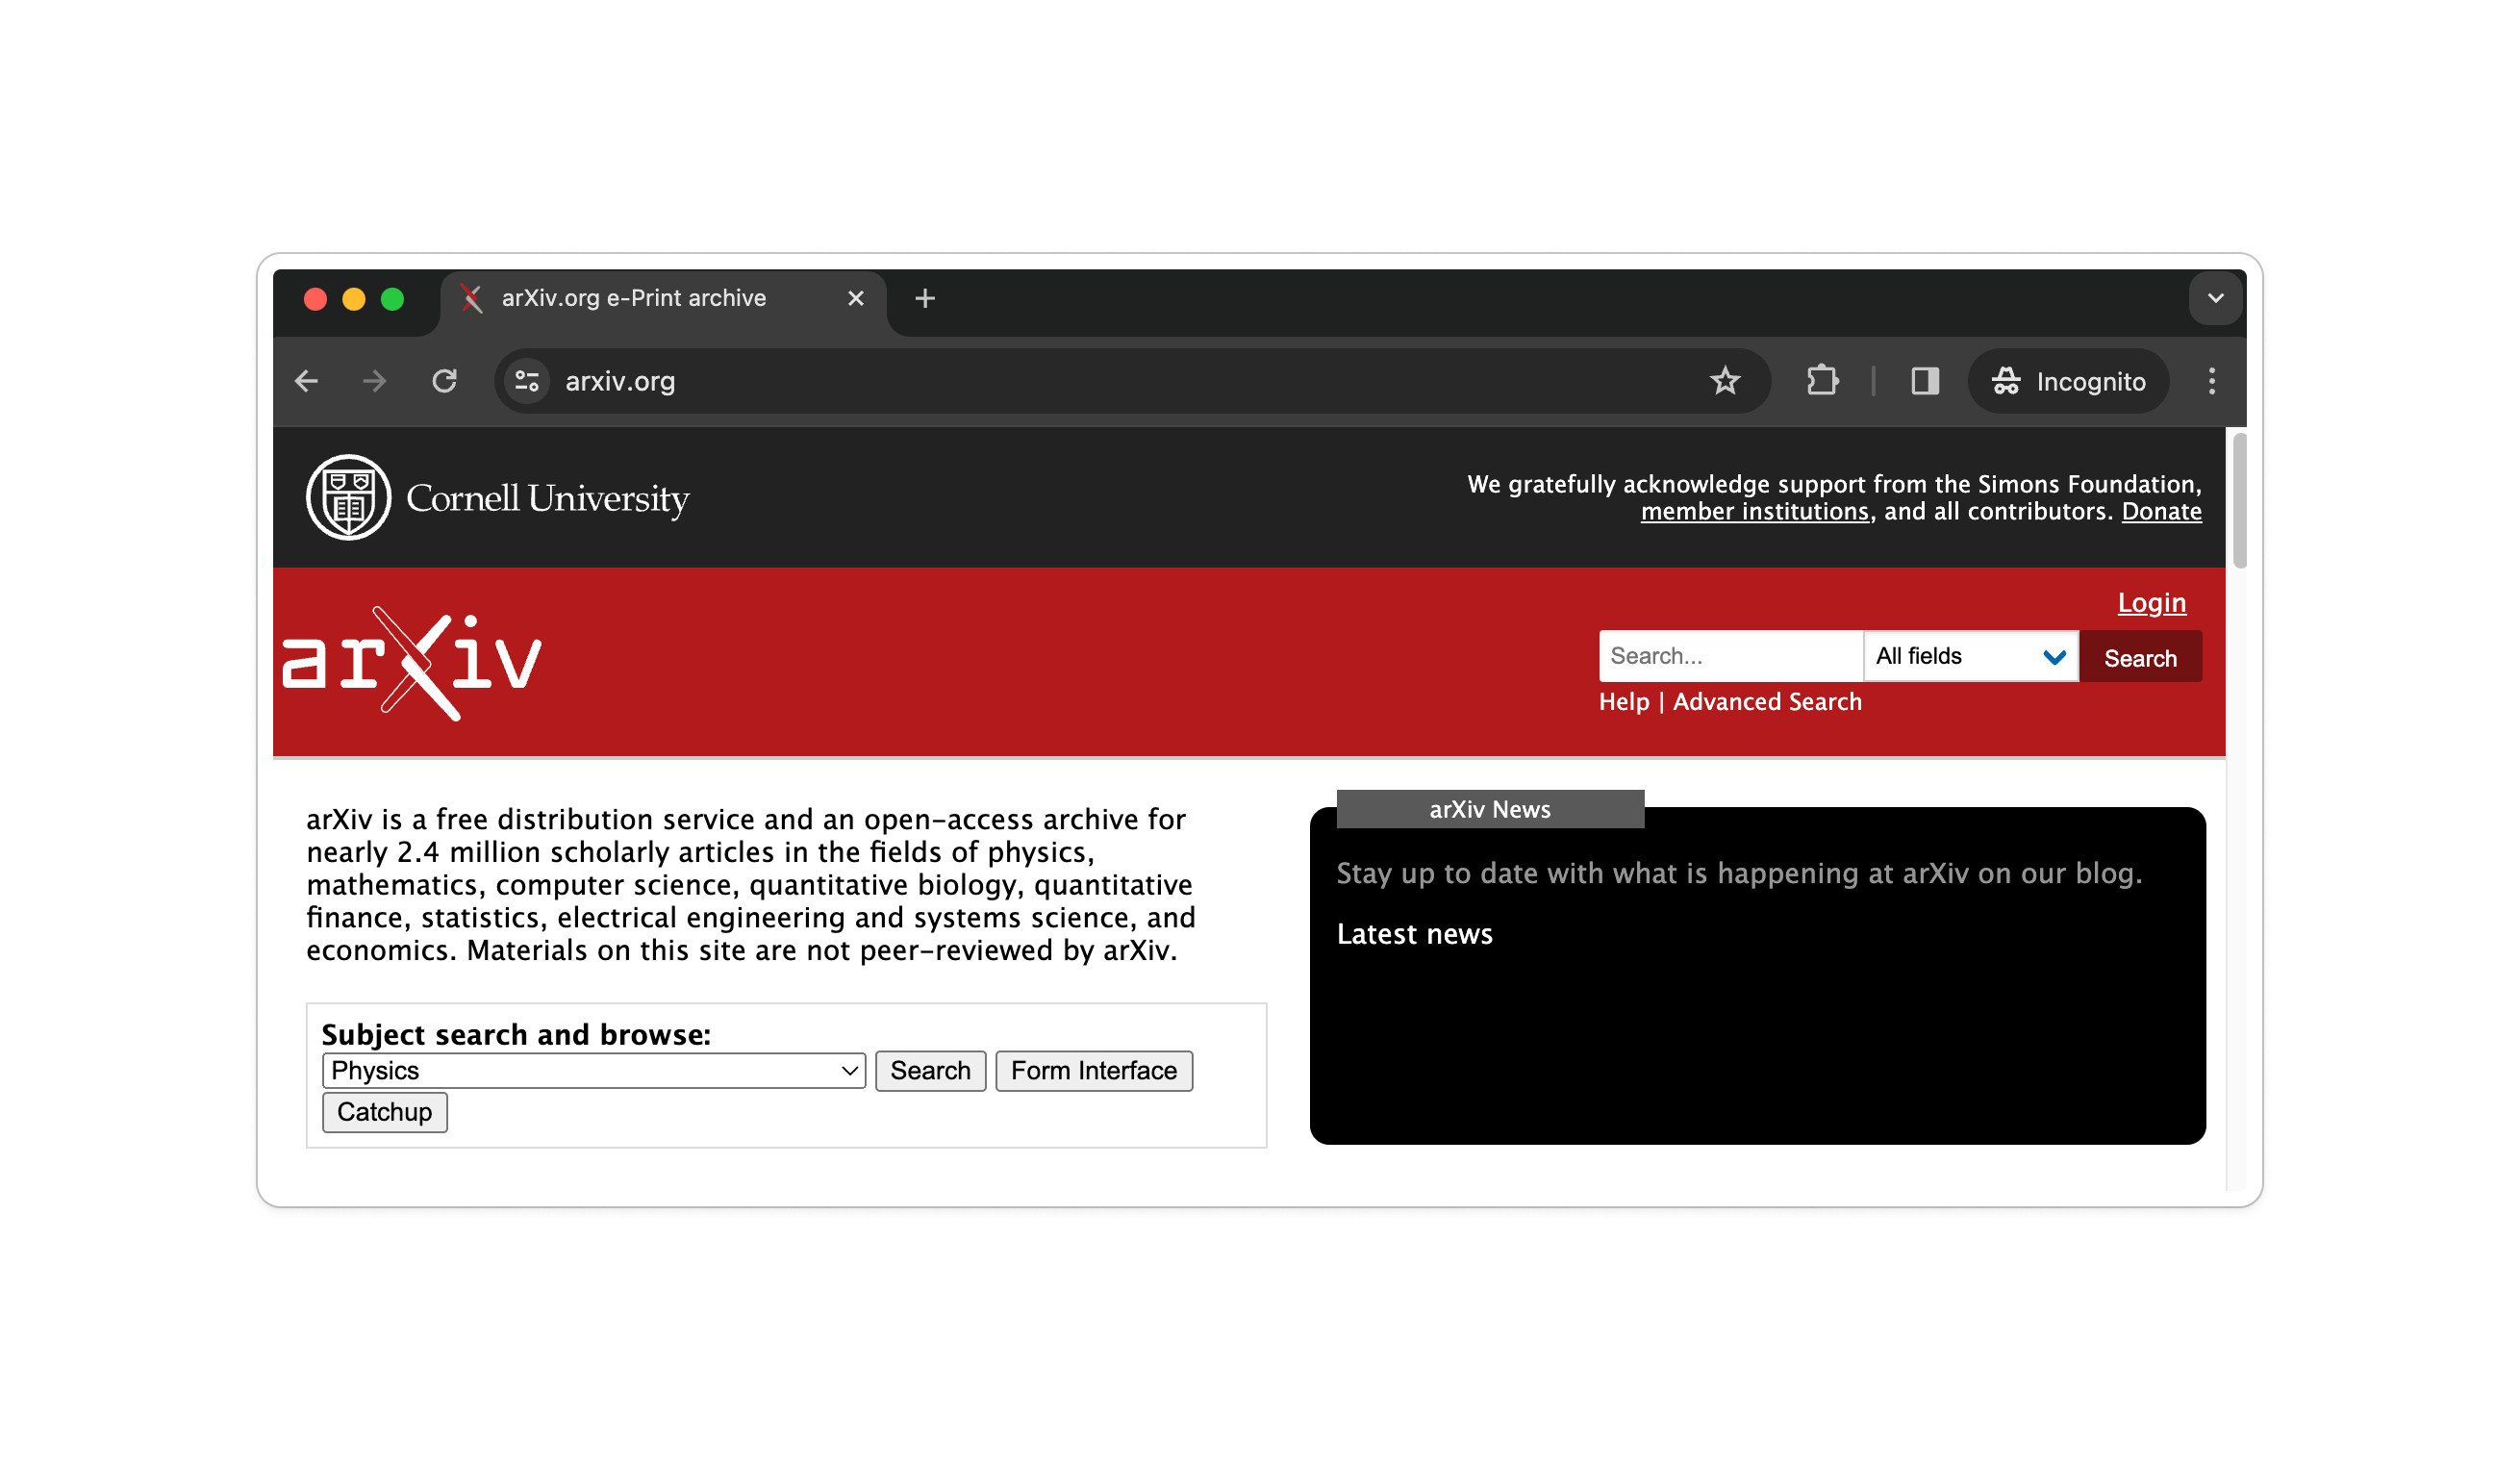 arXiv.org e-Print archive
arxiv.org
Incognito
Cornell University
We gratefully acknowledge support from the Simons Foundation,
member institutions, and all contributors. Donate
arXiv
Login
Search...
All fields
Search
Help | Advanced Search
arXiv is a free distribution service and an open-access archive for
nearly 2.4 million scholarly articles in the fields of physics,
mathematics, computer science, quantitative biology, quantitative
finance, statistics, electrical engineering and systems science, and
economics. Materials on this site are not peer-reviewed by arXiv.
Subject search and browse:
Physics
Search
Form Interface
Catchup
arXiv News
Stay up to date with what is happening at arXiv on our blog.
Latest news